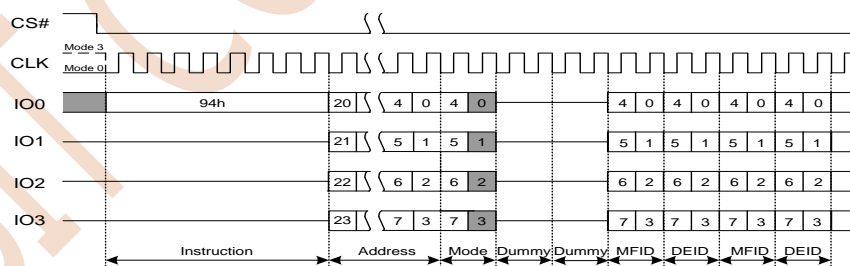 CS#
Mode 3
CLK
Mode 0
IO0 94h 20 4 0 4 0 4 0 4 0 4 0 4 0
IO1 21 5 1 5 1 5 1 5 1 5 1 5 1
IO2 22 6 2 6 2 6 2 6 2 6 2 6 2
IO3 23 7 3 7 3 7 3 7 3 7 3 7 3
Instruction Address Mode Dummy Dummy MFID DEID MFID DEID